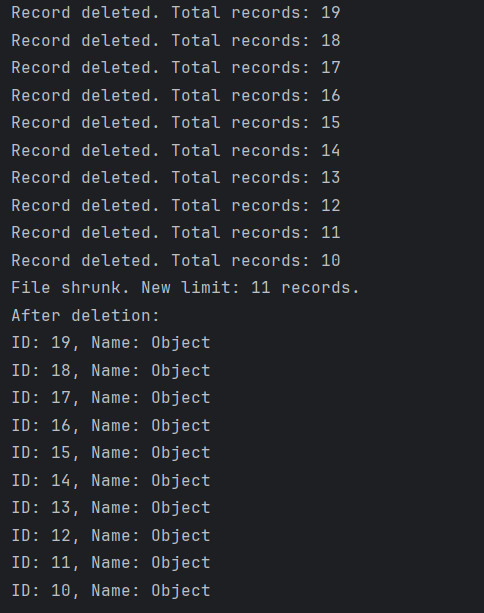 Record deleted. Total records: 19
Record deleted. Total records: 18
Record deleted. Total records: 17
Record deleted. Total records: 16
Record deleted. Total records: 15
Record deleted. Total records: 14
Record deleted. Total records: 13
Record deleted. Total records: 12
Record deleted. Total records: 11
Record deleted. Total records: 10
File shrunk. New limit: 11 records.
After deletion:
ID: 19, Name: Object
ID: 18, Name: Object
ID: 17, Name: Object
ID: 16, Name: Object
ID: 15, Name: Object
ID: 14, Name: Object
ID: 13, Name: Object
ID: 12, Name: Object
ID: 11, Name: Object
ID: 10, Name: Object